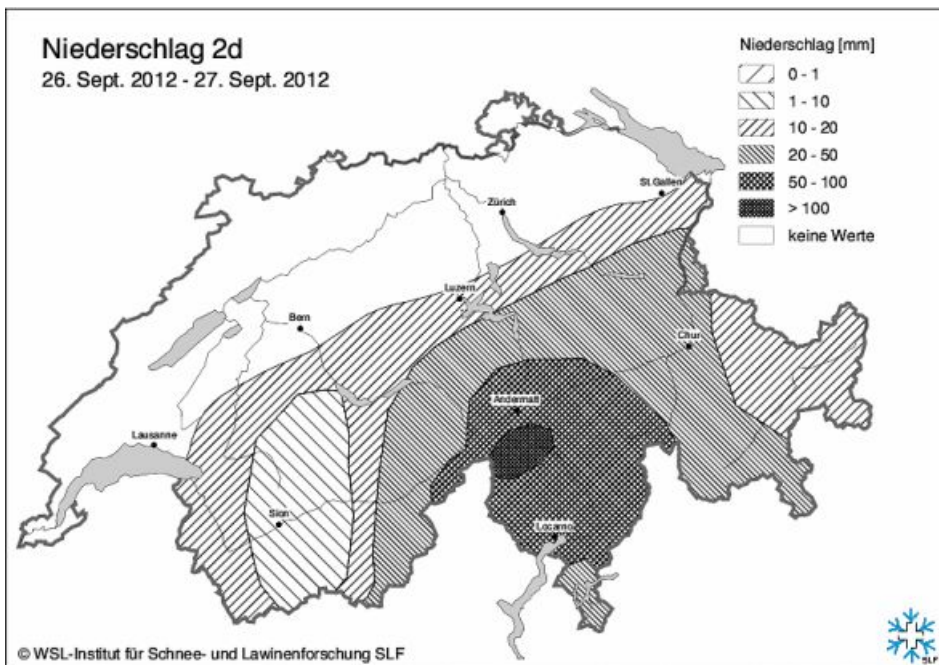 Niederschlag 2d
26. Sept. 2012 - 27. Sept. 2012
Niederschlag [mm]
0 - 1
1 - 10
10 - 20
20 - 50
50 - 100
> 100
keine Werte
St.Gallen
Zürich
Luzern
Bern
Chur
Andermatt
Lausanne
Sion
Locarno
© WSL-Institut für Schnee- und Lawinenforschung SLF
SLF